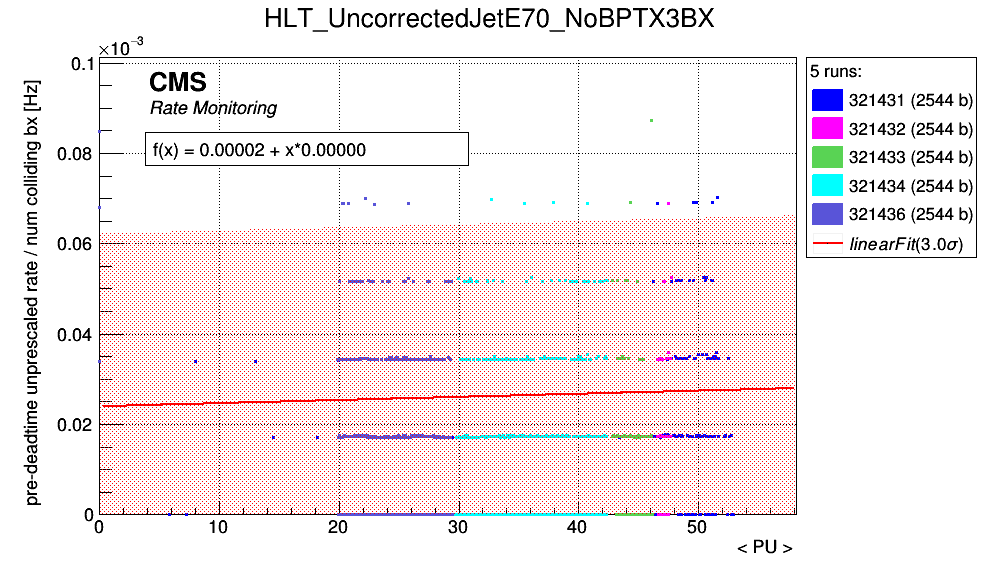 HLT_UncorrectedJetE70_NoBPTX3BX
×10⁻³
CMS
Rate Monitoring
f(x) = 0.00002 + x*0.00000
pre-deadtime unprescaled rate / num colliding bx [Hz]
0.1
0.08
0.06
0.04
0.02
0
0 10 20 30 40 50
< PU >
5 runs:
321431 (2544 b)
321432 (2544 b)
321433 (2544 b)
321434 (2544 b)
321436 (2544 b)
linearFit(3.0σ)